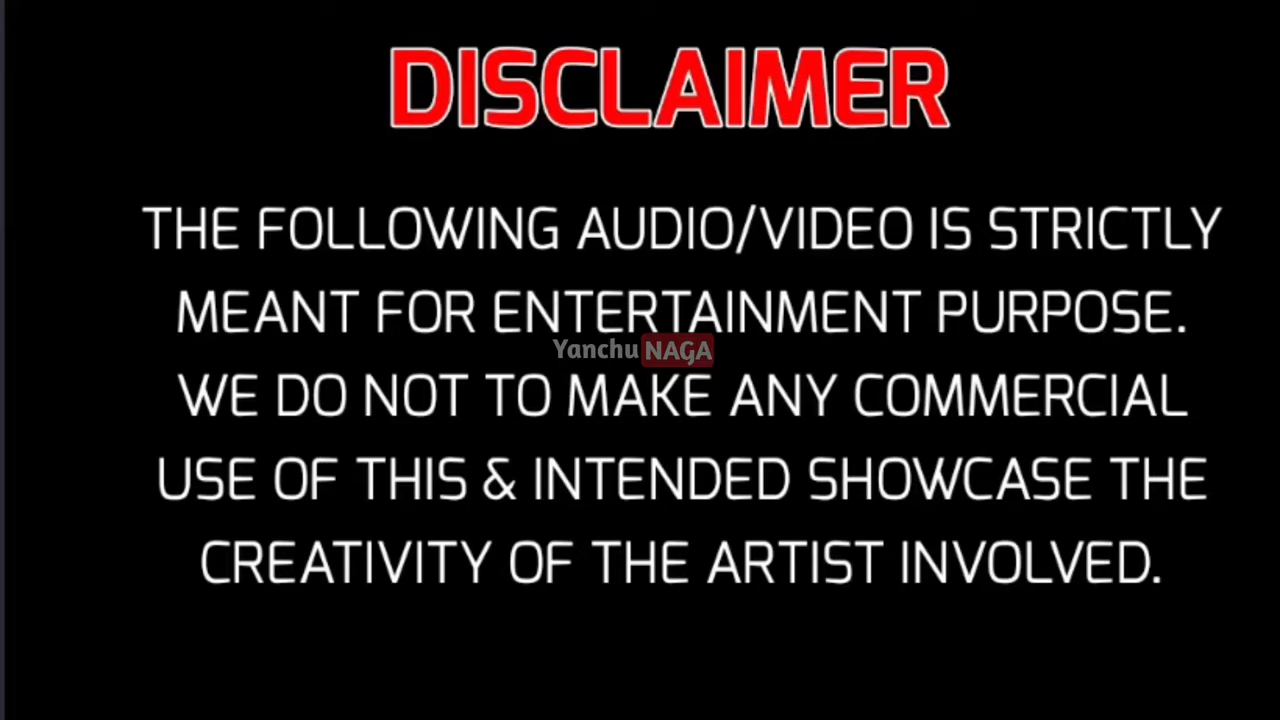 DISCLAIMER
THE FOLLOWING AUDIO/VIDEO IS STRICTLY
MEANT FOR ENTERTAINMENT PURPOSE.
Yanchu NAGA
WE DO NOT TO MAKE ANY COMMERCIAL
USE OF THIS & INTENDED SHOWCASE THE
CREATIVITY OF THE ARTIST INVOLVED.